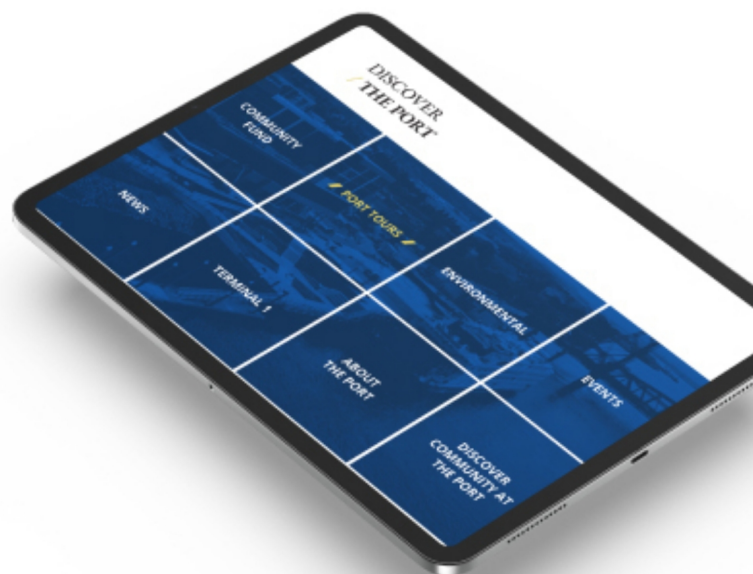 DISCOVER
/ THE PORT
COMMUNITY
FUND
// PORT TOURS //
ENVIRONMENTAL
EVENTS
NEWS
TERMINAL 1
ABOUT
THE PORT
DISCOVER
COMMUNITY AT
THE PORT